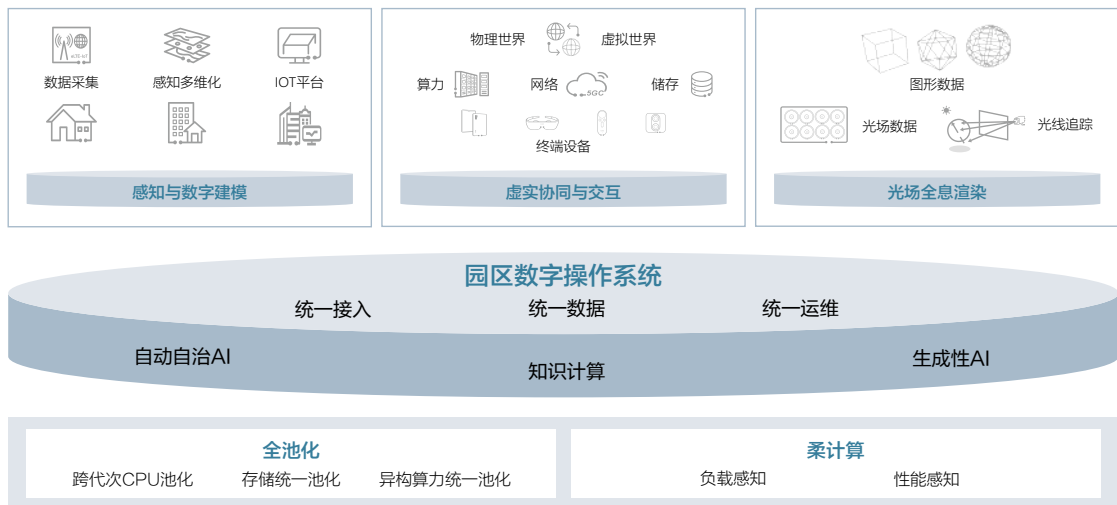 数据采集
感知多维化
IOT平台
感知与数字建模
物理世界
虚拟世界
算力
网络
5GC
储存
终端设备
虚实协同与交互
图形数据
光场数据
光线追踪
光场全息渲染
园区数字操作系统
统一接入
统一数据
统一运维
自动自治AI
知识计算
生成性AI
全池化
跨代次CPU池化
存储统一池化
异构算力统一池化
柔计算
负载感知
性能感知